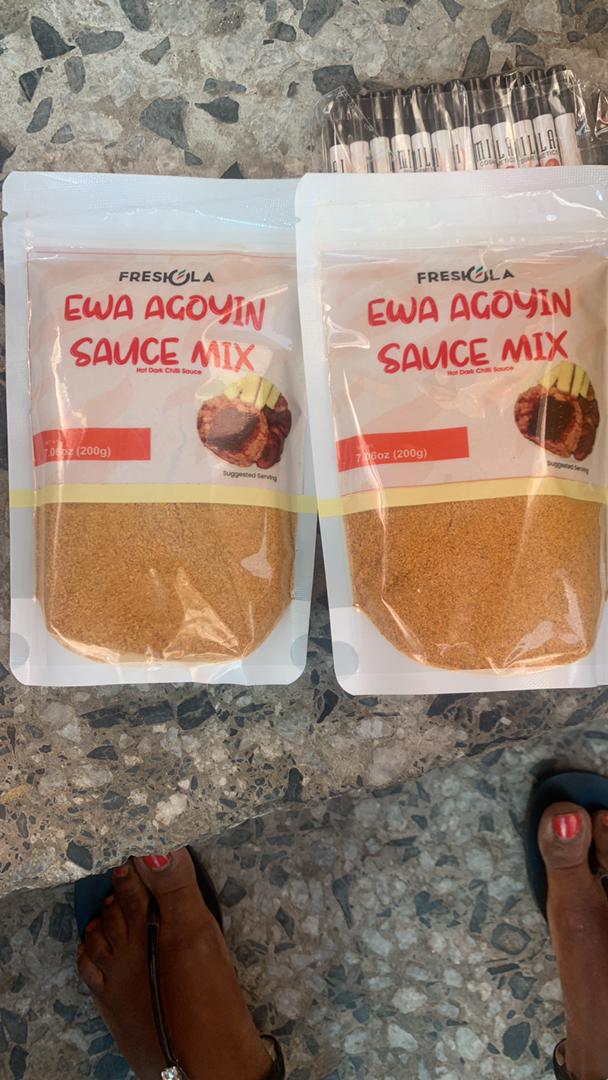 FRESHOLA
EWA AGOYIN
SAUCE MIX
Hot Dark Chilli Sauce
7.06oz (200g)
Suggested Serving
FRESHOLA
EWA AGOYIN
SAUCE MIX
Hot Dark Chilli Sauce
7.06oz (200g)
Suggested Serving